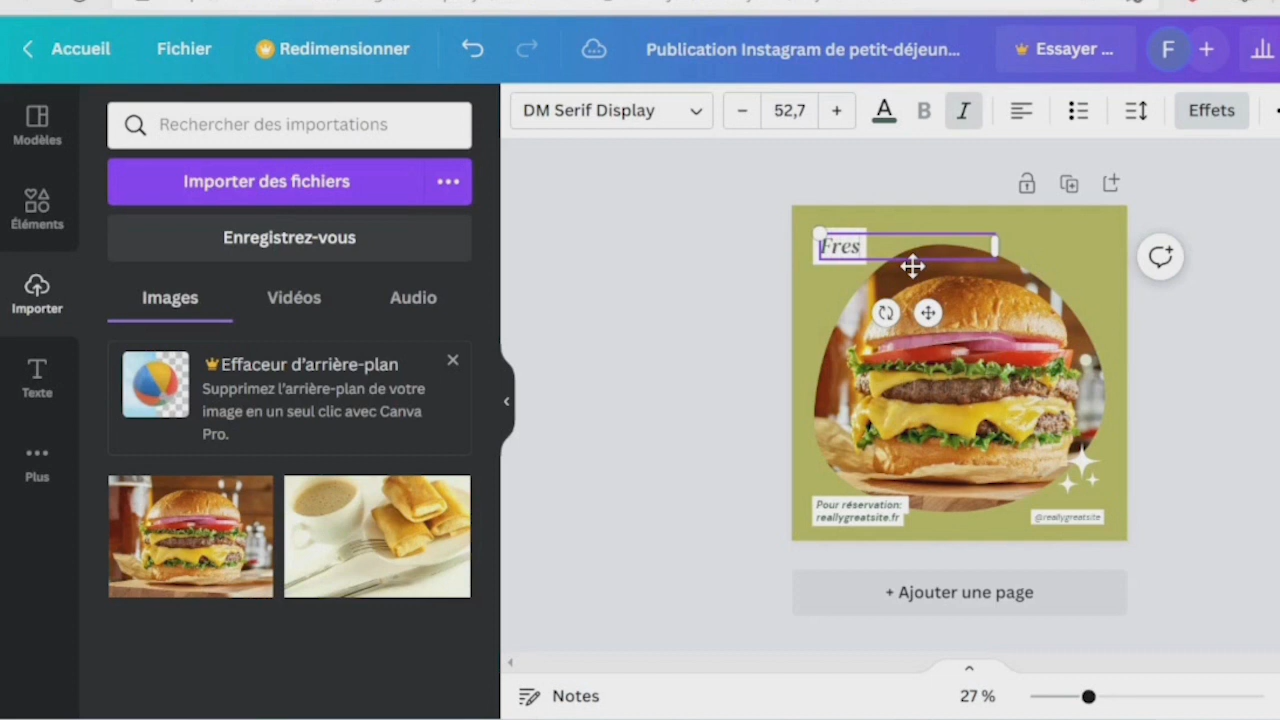 Accueil
Fichier
Redimensionner
Publication Instagram de petit-déjeun...
Essayer ...
F
Modèles
Éléments
Importer
Texte
Plus
Rechercher des importations
Importer des fichiers
Enregistrez-vous
Images
Vidéos
Audio
Effaceur d'arrière-plan
Supprimez l'arrière-plan de votre
image en un seul clic avec Canva
Pro.
DM Serif Display
52,7
A
B
I
Effets
Fres
Pour réservation:
reallygreatsite.fr
@reallygreatsite
+ Ajouter une page
Notes
27 %